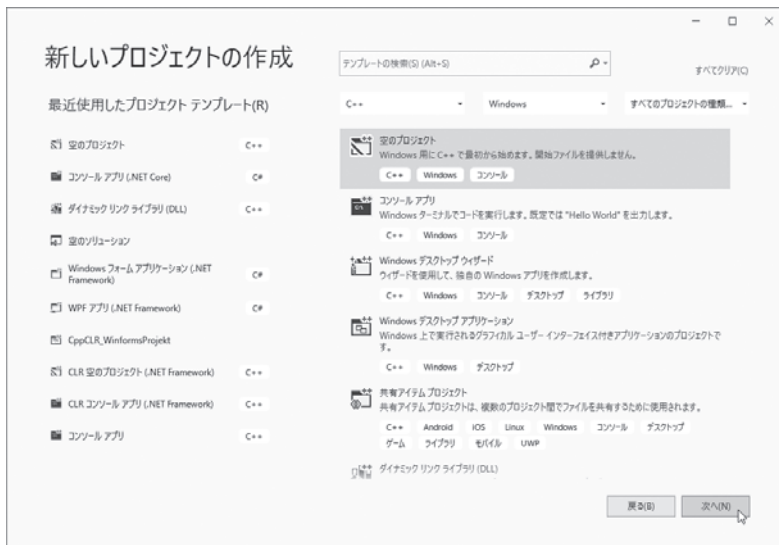 新しいプロジェクトの作成
テンプレートの検索(S) (Alt+S)
すべてクリア(C)
最近使用したプロジェクト テンプレート(R)
C++
Windows
すべてのプロジェクトの種類...
空のプロジェクト C++
コンソール アプリ (.NET Core) C#
ダイナミック リンク ライブラリ (DLL) C++
空のソリューション
Windows フォーム アプリケーション (.NET
Framework) C#
WPF アプリ (.NET Framework) C#
CppCLR_WinformsProjekt
CLR 空のプロジェクト (.NET Framework) C++
CLR コンソール アプリ (.NET Framework) C++
コンソール アプリ C++
空のプロジェクト
Windows 用に C++ で最初から始めます。開始ファイルを提供しません。
C++ Windows コンソール
コンソール アプリ
Windows ターミナルでコードを実行します。既定では "Hello World" を出力します。
C++ Windows コンソール
Windows デスクトップ ウィザード
ウィザードを使用して、独自の Windows アプリを作成します。
C++ Windows コンソール デスクトップ ライブラリ
Windows デスクトップ アプリケーション
Windows 上で実行されるグラフィカル ユーザー インターフェイス付きアプリケーションのプロジェクトで
す。
C++ Windows デスクトップ
共有アイテム プロジェクト
共有アイテム プロジェクトは、複数のプロジェクト間でファイルを共有するために使用されます。
C++ Android iOS Linux Windows コンソール デスクトップ
ゲーム ライブラリ モバイル UWP
ダイナミック リンク ライブラリ (DLL)
戻る(B)
次へ(N)